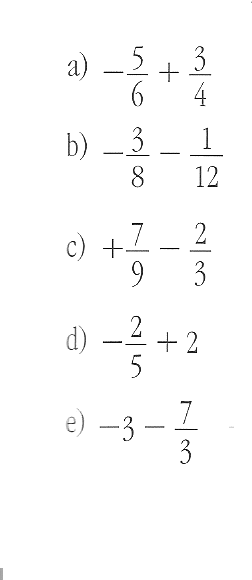 a) −5/6 + 3/4
b) −3/8 − 1/12
c) +7/9 − 2/3
d) −2/5 + 2
e) −3 − 7/3